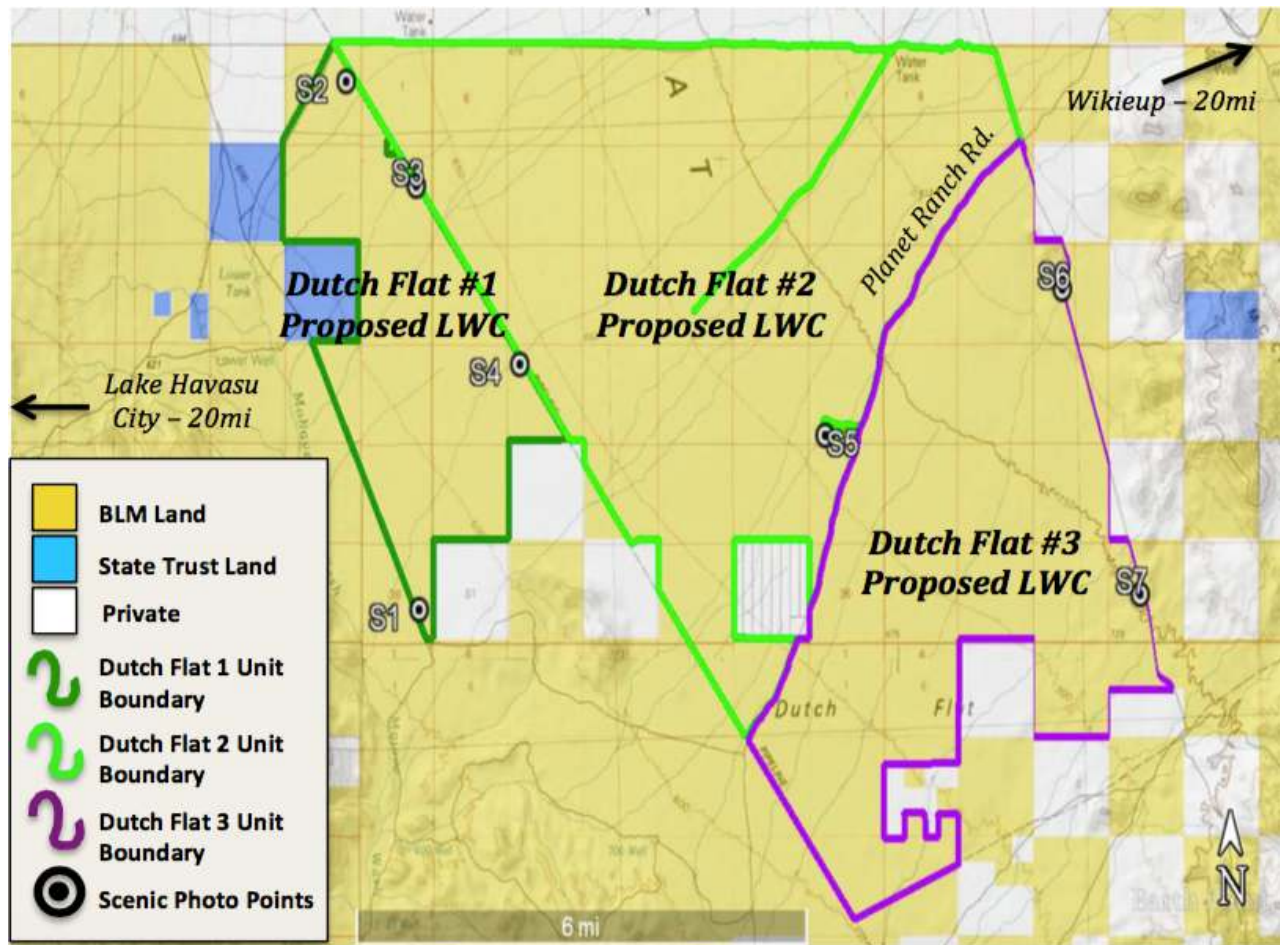 Water
Tank
S2
A
T
Water
Tank
Wikieup – 20mi
S3
Planet Ranch Rd.
Dutch Flat #1
Proposed LWC
Dutch Flat #2
Proposed LWC
S6
S4
Lower Well
Lake Havasu
City – 20mi
S5
Dutch Flat #3
Proposed LWC
S7
S1
Dutch Flat
BLM Land
State Trust Land
Private
Dutch Flat 1 Unit
Boundary
Dutch Flat 2 Unit
Boundary
Dutch Flat 3 Unit
Boundary
Scenic Photo Points
6 mi
N